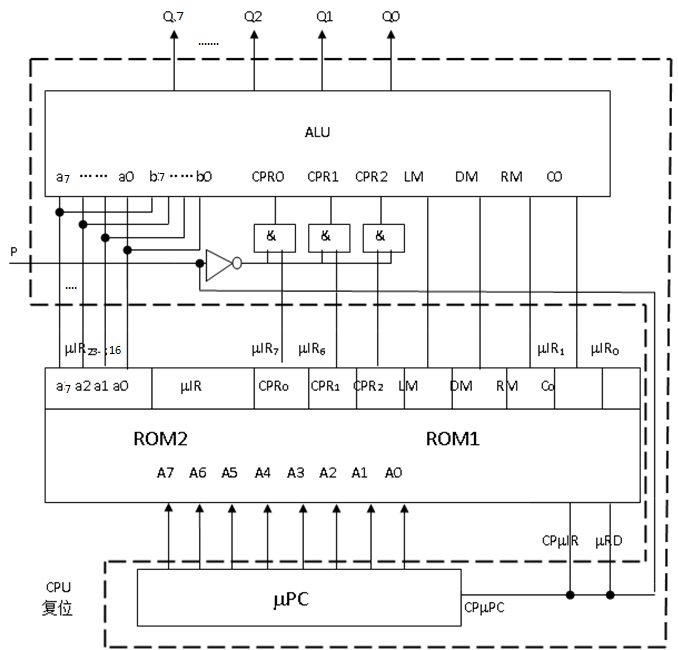 Q.7 ....... Q2 Q1 Q0
ALU
a7 ... ... a0 b:7 ... ... b0 CPR0 CPR1 CPR2 LM DM RM C0
& & &
P
....
μIR23-;16 μIR7 μIR6 μIR1 μIR0
a7 a2 a1 a0 μIR CPR0 CPR1 CPR2 LM DM RM C0
ROM2 ROM1
A7 A6 A5 A4 A3 A2 A1 A0
CPμIR μRD
CPU
复位
μPC
CPμPC